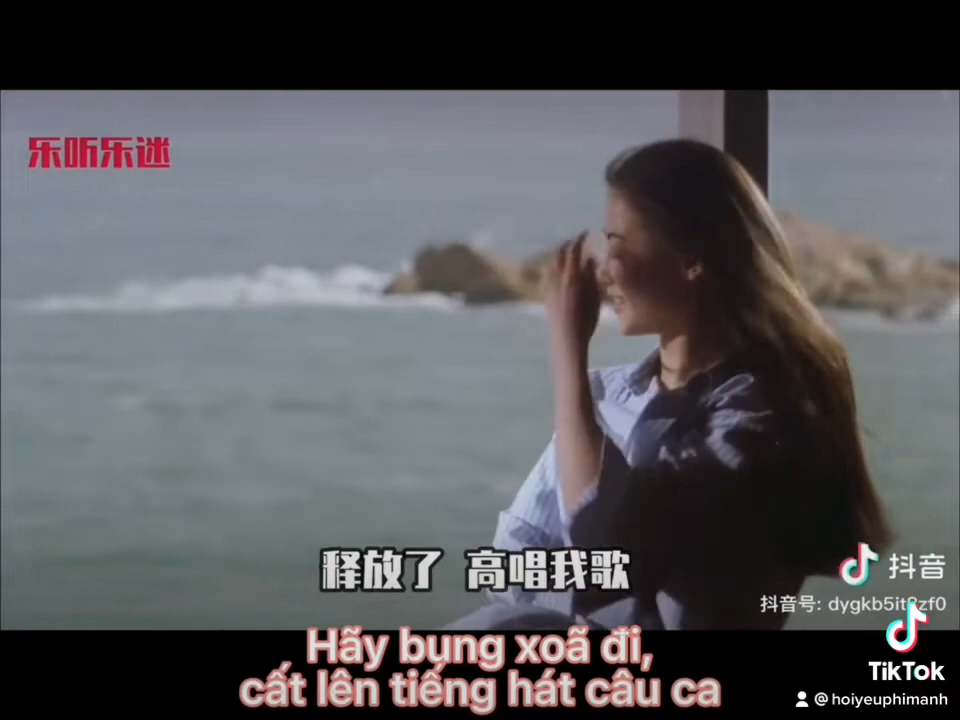 乐听乐迷
释放了 高唱我歌
抖音
抖音号: dygkb5it8zf0
Hãy bụng xoã đi,
cất lên tiếng hát câu ca
TikTok
@hoiyeuphimanh